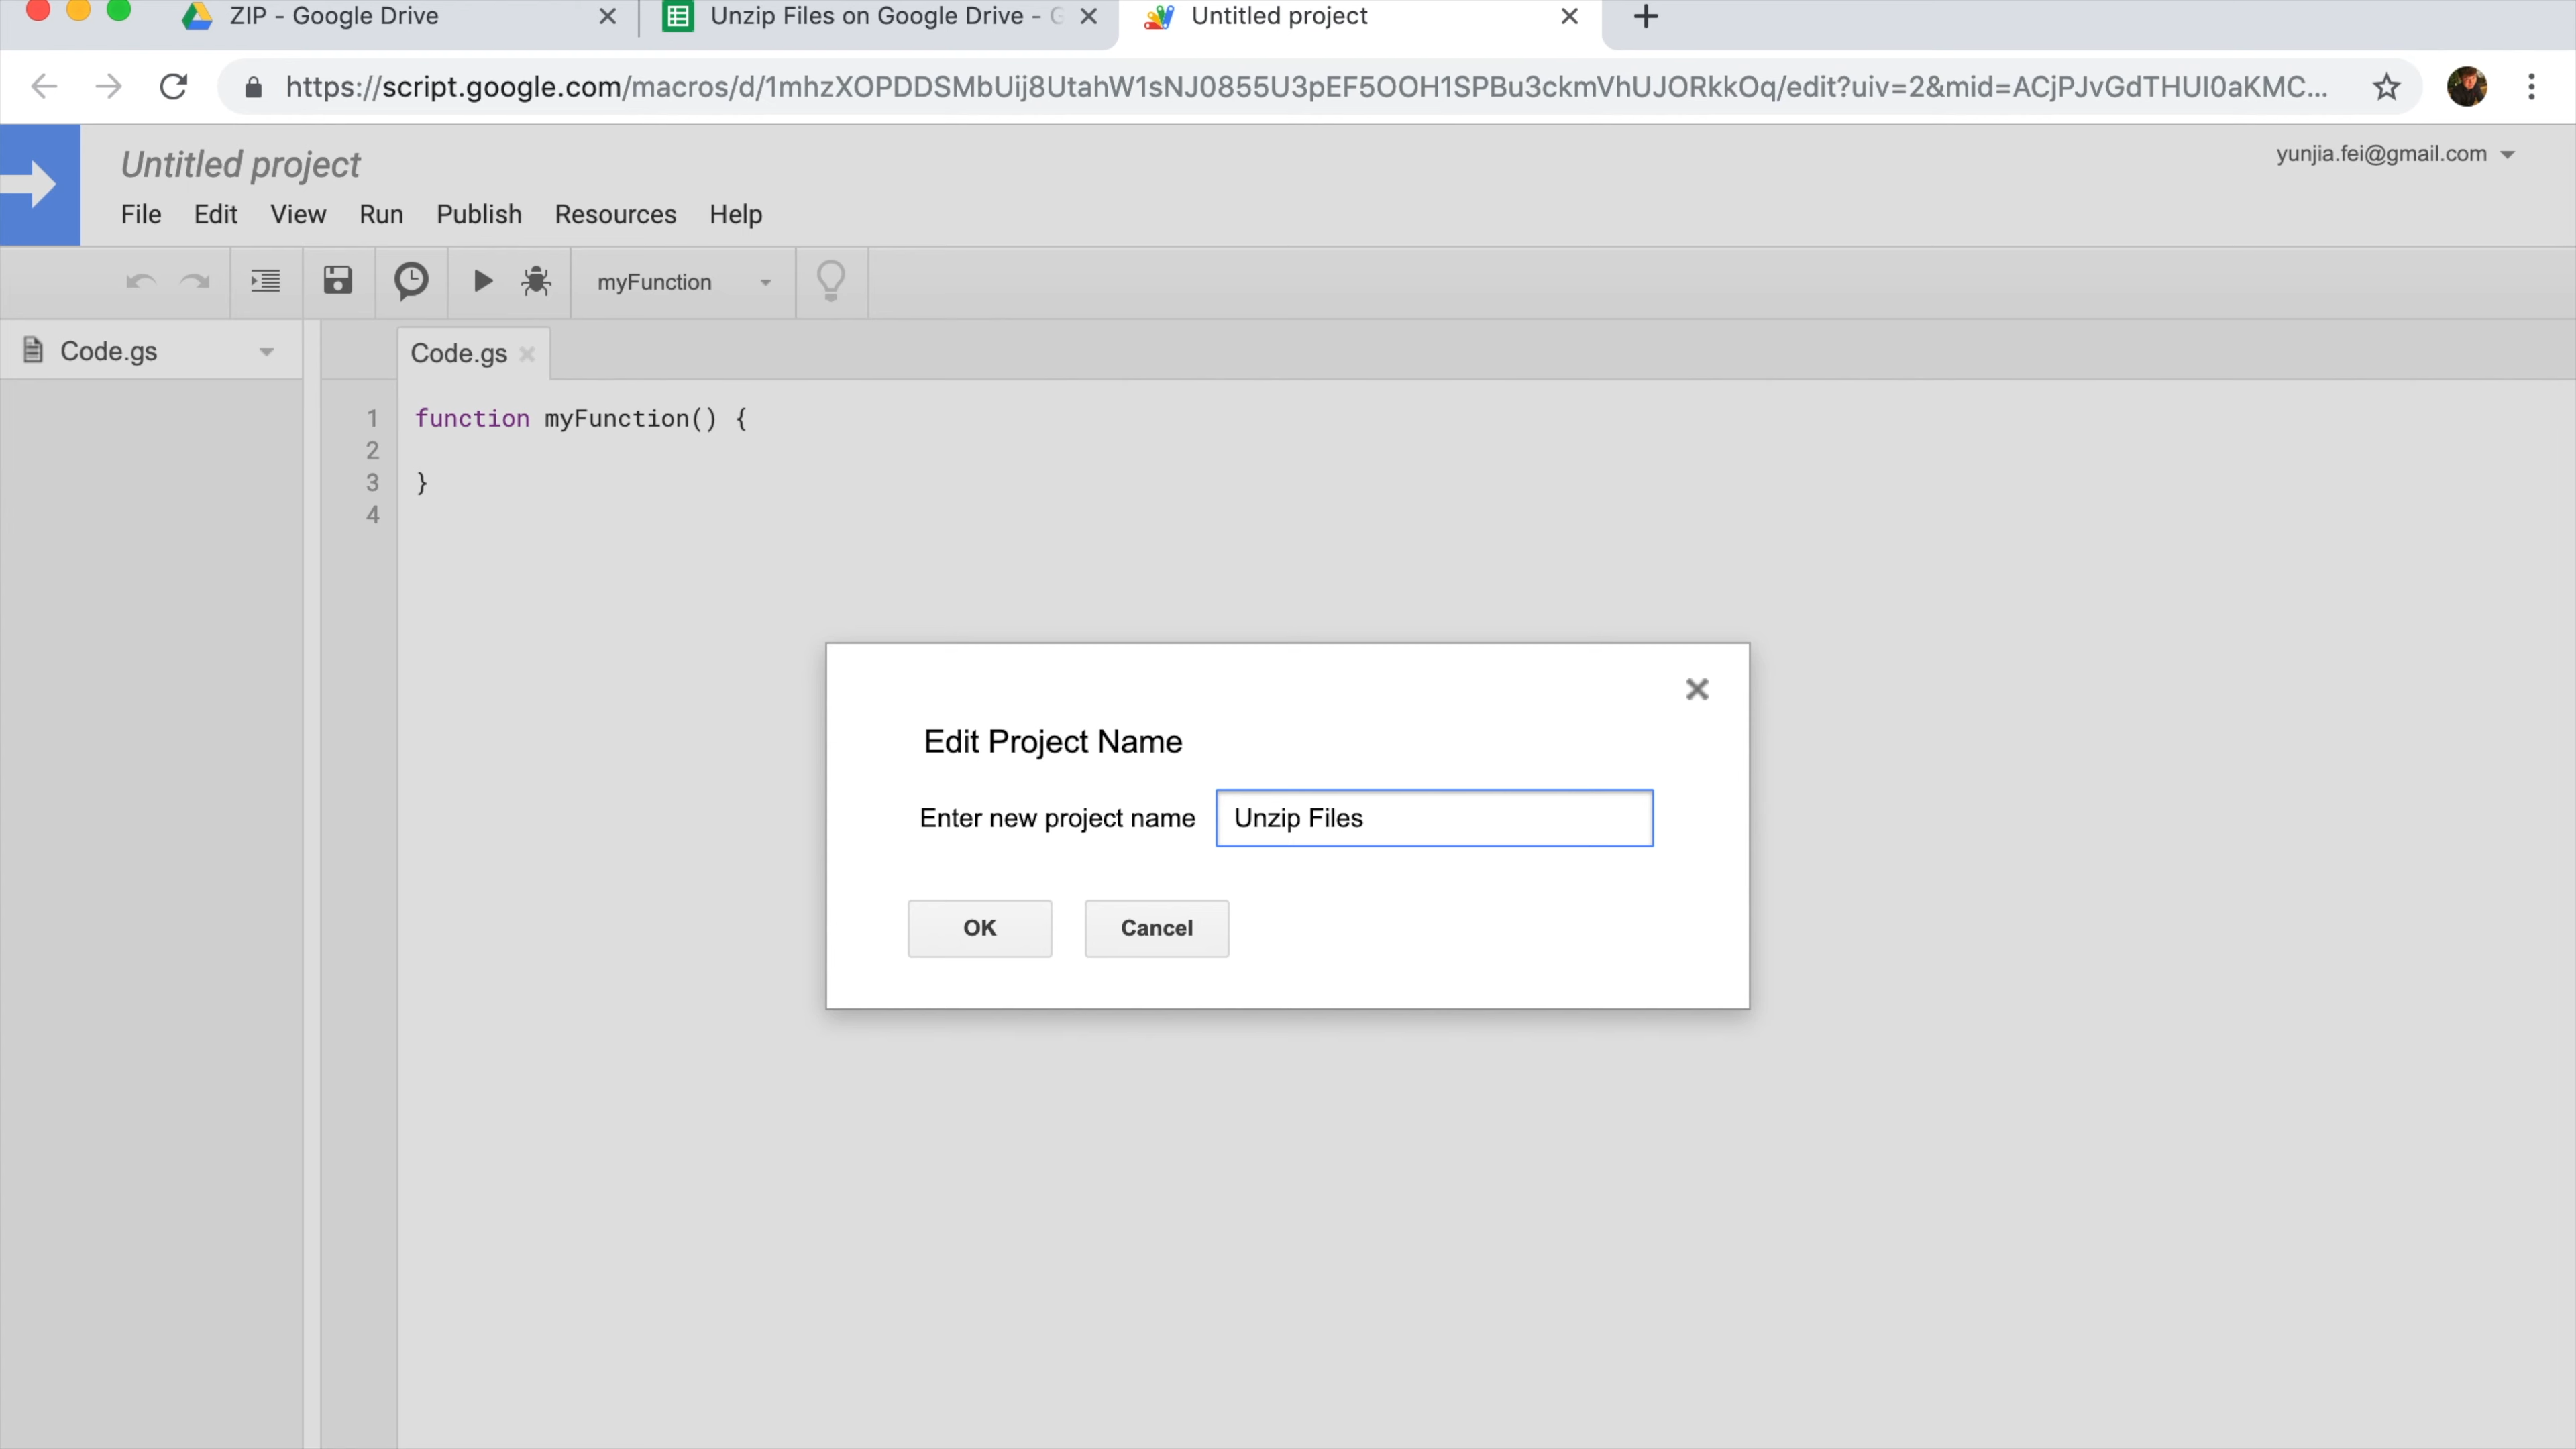 ZIP - Google Drive
Unzip Files on Google Drive - G
Untitled project
https://script.google.com/macros/d/1mhzXOPDDSMbUij8UtahW1sNJ0855U3pEF5OOH1SPBu3ckmVhUJORkkOq/edit?uiv=2&mid=ACjPJvGdTHUI0aKMC...
Untitled project
yunjia.fei@gmail.com
File Edit View Run Publish Resources Help
myFunction
Code.gs
Code.gs
1 function myFunction() {
2
3 }
4
Edit Project Name
Enter new project name Unzip Files
OK Cancel